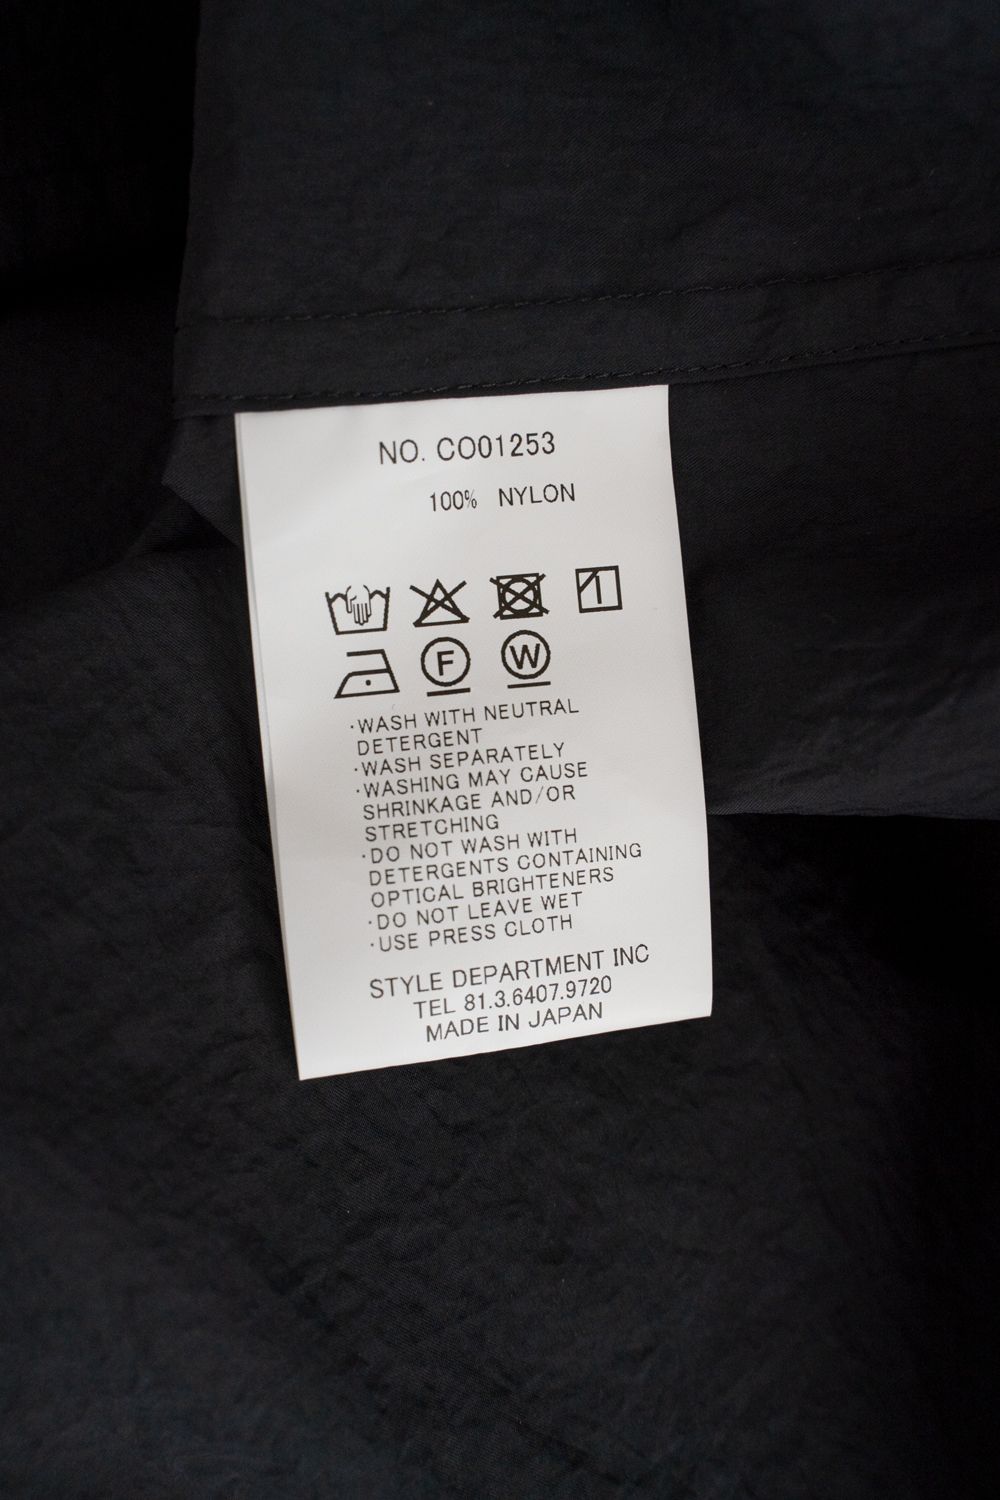 NO. CO01253
100% NYLON
1
F W
·WASH WITH NEUTRAL
DETERGENT
·WASH SEPARATELY
·WASHING MAY CAUSE
SHRINKAGE AND/OR
STRETCHING
·DO NOT WASH WITH
DETERGENTS CONTAINING
OPTICAL BRIGHTENERS
·DO NOT LEAVE WET
·USE PRESS CLOTH
STYLE DEPARTMENT INC
TEL 81.3.6407.9720
MADE IN JAPAN